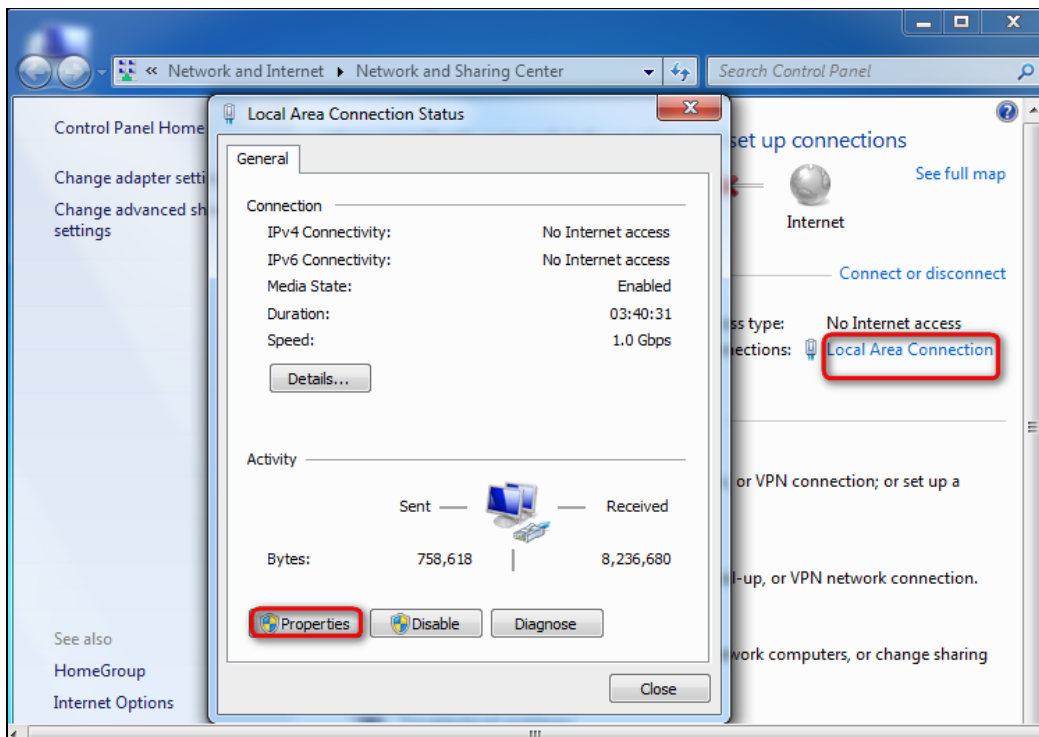 « Network and Internet ▸ Network and Sharing Center
Search Control Panel
Control Panel Home
Change adapter setti
Change advanced sh
settings
See also
HomeGroup
Internet Options
Local Area Connection Status
General
Connection
IPv4 Connectivity: No Internet access
IPv6 Connectivity: No Internet access
Media State: Enabled
Duration: 03:40:31
Speed: 1.0 Gbps
Details...
Activity
Sent Received
Bytes: 758,618 8,236,680
Properties Disable Diagnose
Close
set up connections
See full map
Internet
Connect or disconnect
ss type: No Internet access
nections: Local Area Connection
or VPN connection; or set up a
l-up, or VPN network connection.
work computers, or change sharing